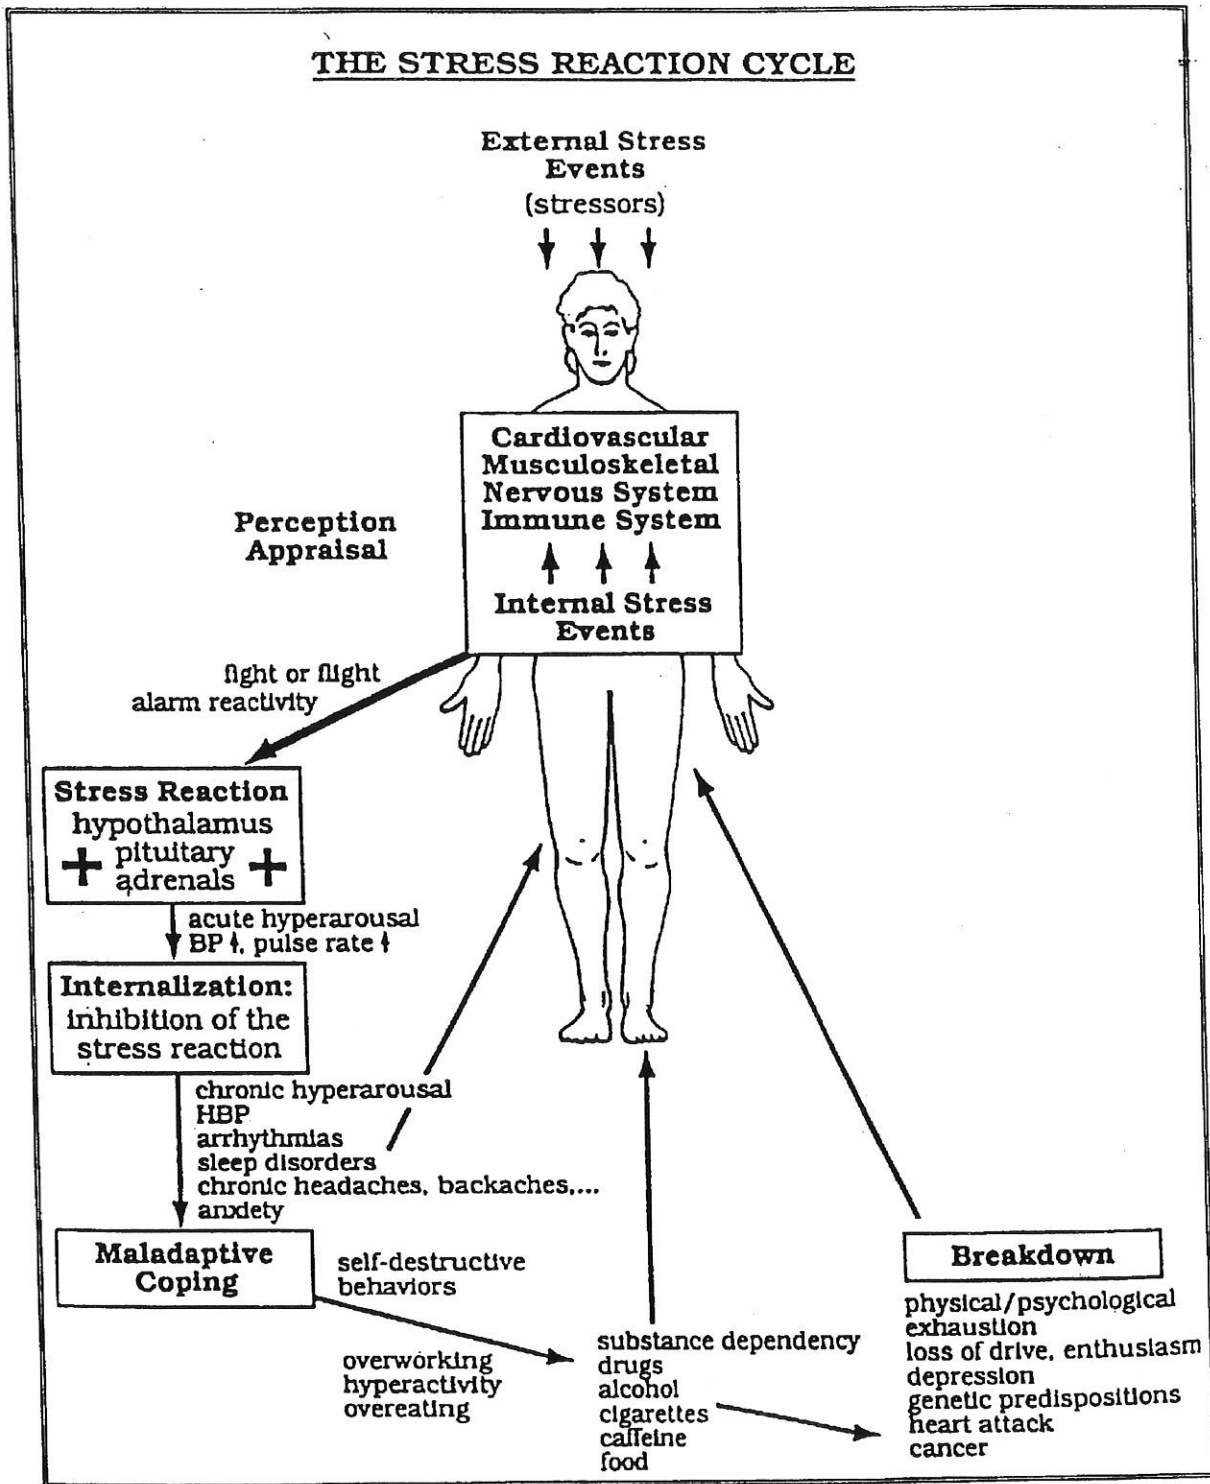 THE STRESS REACTION CYCLE
External Stress
Events
(stressors)
Cardiovascular
Musculoskeletal
Nervous System
Immune System
Internal Stress
Events
Perception
Appraisal
fight or flight
alarm reactivity
Stress Reaction
hypothalamus
pituitary
adrenals
acute hyperarousal
BP, pulse rate
Internalization:
inhibition of the
stress reaction
chronic hyperarousal
HBP
arrhythmias
sleep disorders
chronic headaches, backaches,...
anxiety
Maladaptive
Coping
self-destructive
behaviors
overworking
hyperactivity
overeating
substance dependency
drugs
alcohol
cigarettes
caffeine
food
Breakdown
physical/psychological
exhaustion
loss of drive, enthusiasm
depression
genetic predispositions
heart attack
cancer